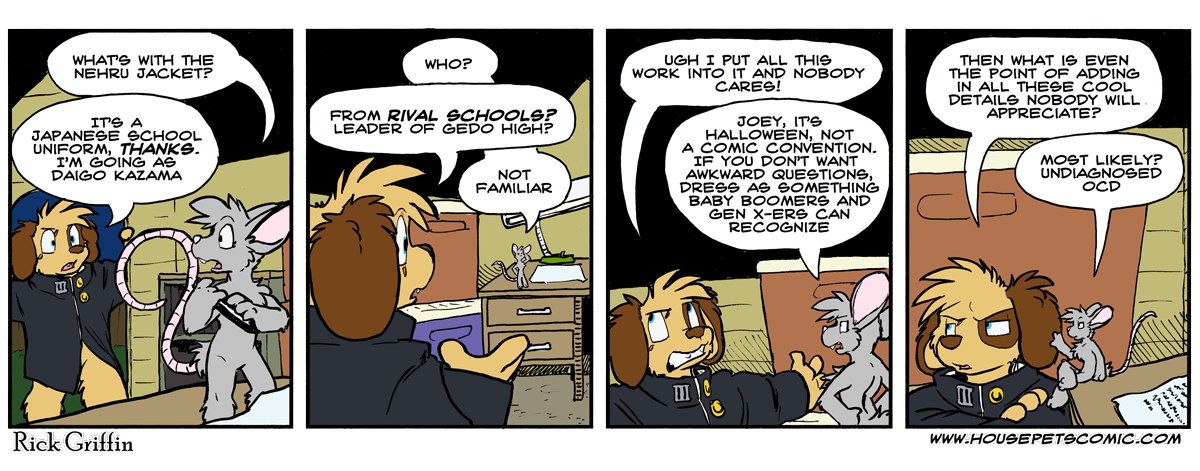 WHAT'S WITH THE
NEHRU JACKET?
IT'S A
JAPANESE SCHOOL
UNIFORM, THANKS.
I'M GOING AS
DAIGO KAZAMA
WHO?
FROM RIVAL SCHOOLS?
LEADER OF GEDO HIGH?
NOT
FAMILIAR
UGH I PUT ALL THIS
WORK INTO IT AND NOBODY
CARES!
JOEY, IT'S
HALLOWEEN, NOT
A COMIC CONVENTION.
IF YOU DON'T WANT
AWKWARD QUESTIONS,
DRESS AS SOMETHING
BABY BOOMERS AND
GEN X-ERS CAN
RECOGNIZE
THEN WHAT IS EVEN
THE POINT OF ADDING
IN ALL THESE COOL
DETAILS NOBODY WILL
APPRECIATE?
MOST LIKELY?
UNDIAGNOSED
OCD
Rick Griffin
WWW.HOUSEPETSCOMIC.COM